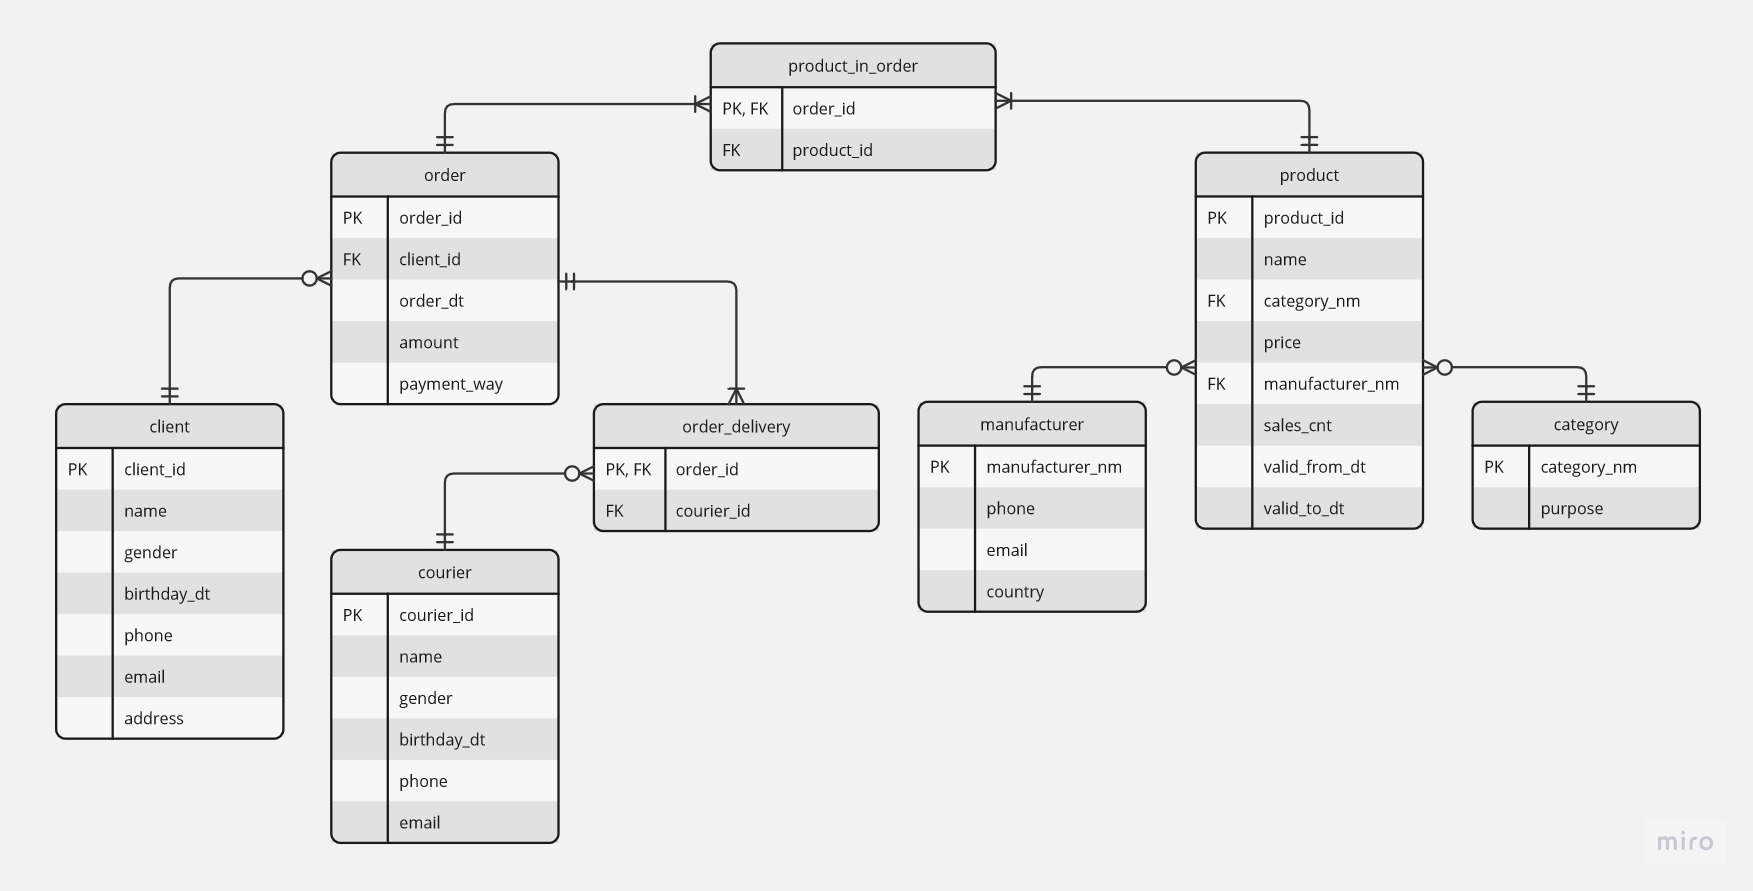 product_in_order
PK, FK order_id
FK product_id
order
PK order_id
FK client_id
order_dt
amount
payment_way
product
PK product_id
name
FK category_nm
price
FK manufacturer_nm
sales_cnt
valid_from_dt
valid_to_dt
client
PK client_id
name
gender
birthday_dt
phone
email
address
order_delivery
PK, FK order_id
FK courier_id
manufacturer
PK manufacturer_nm
phone
email
country
category
PK category_nm
purpose
courier
PK courier_id
name
gender
birthday_dt
phone
email
miro